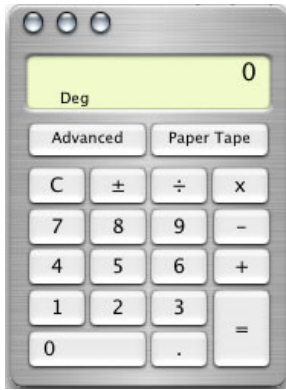 0
Deg
Advanced Paper Tape
C ± ÷ x
7 8 9 –
4 5 6 +
1 2 3
=
0 .